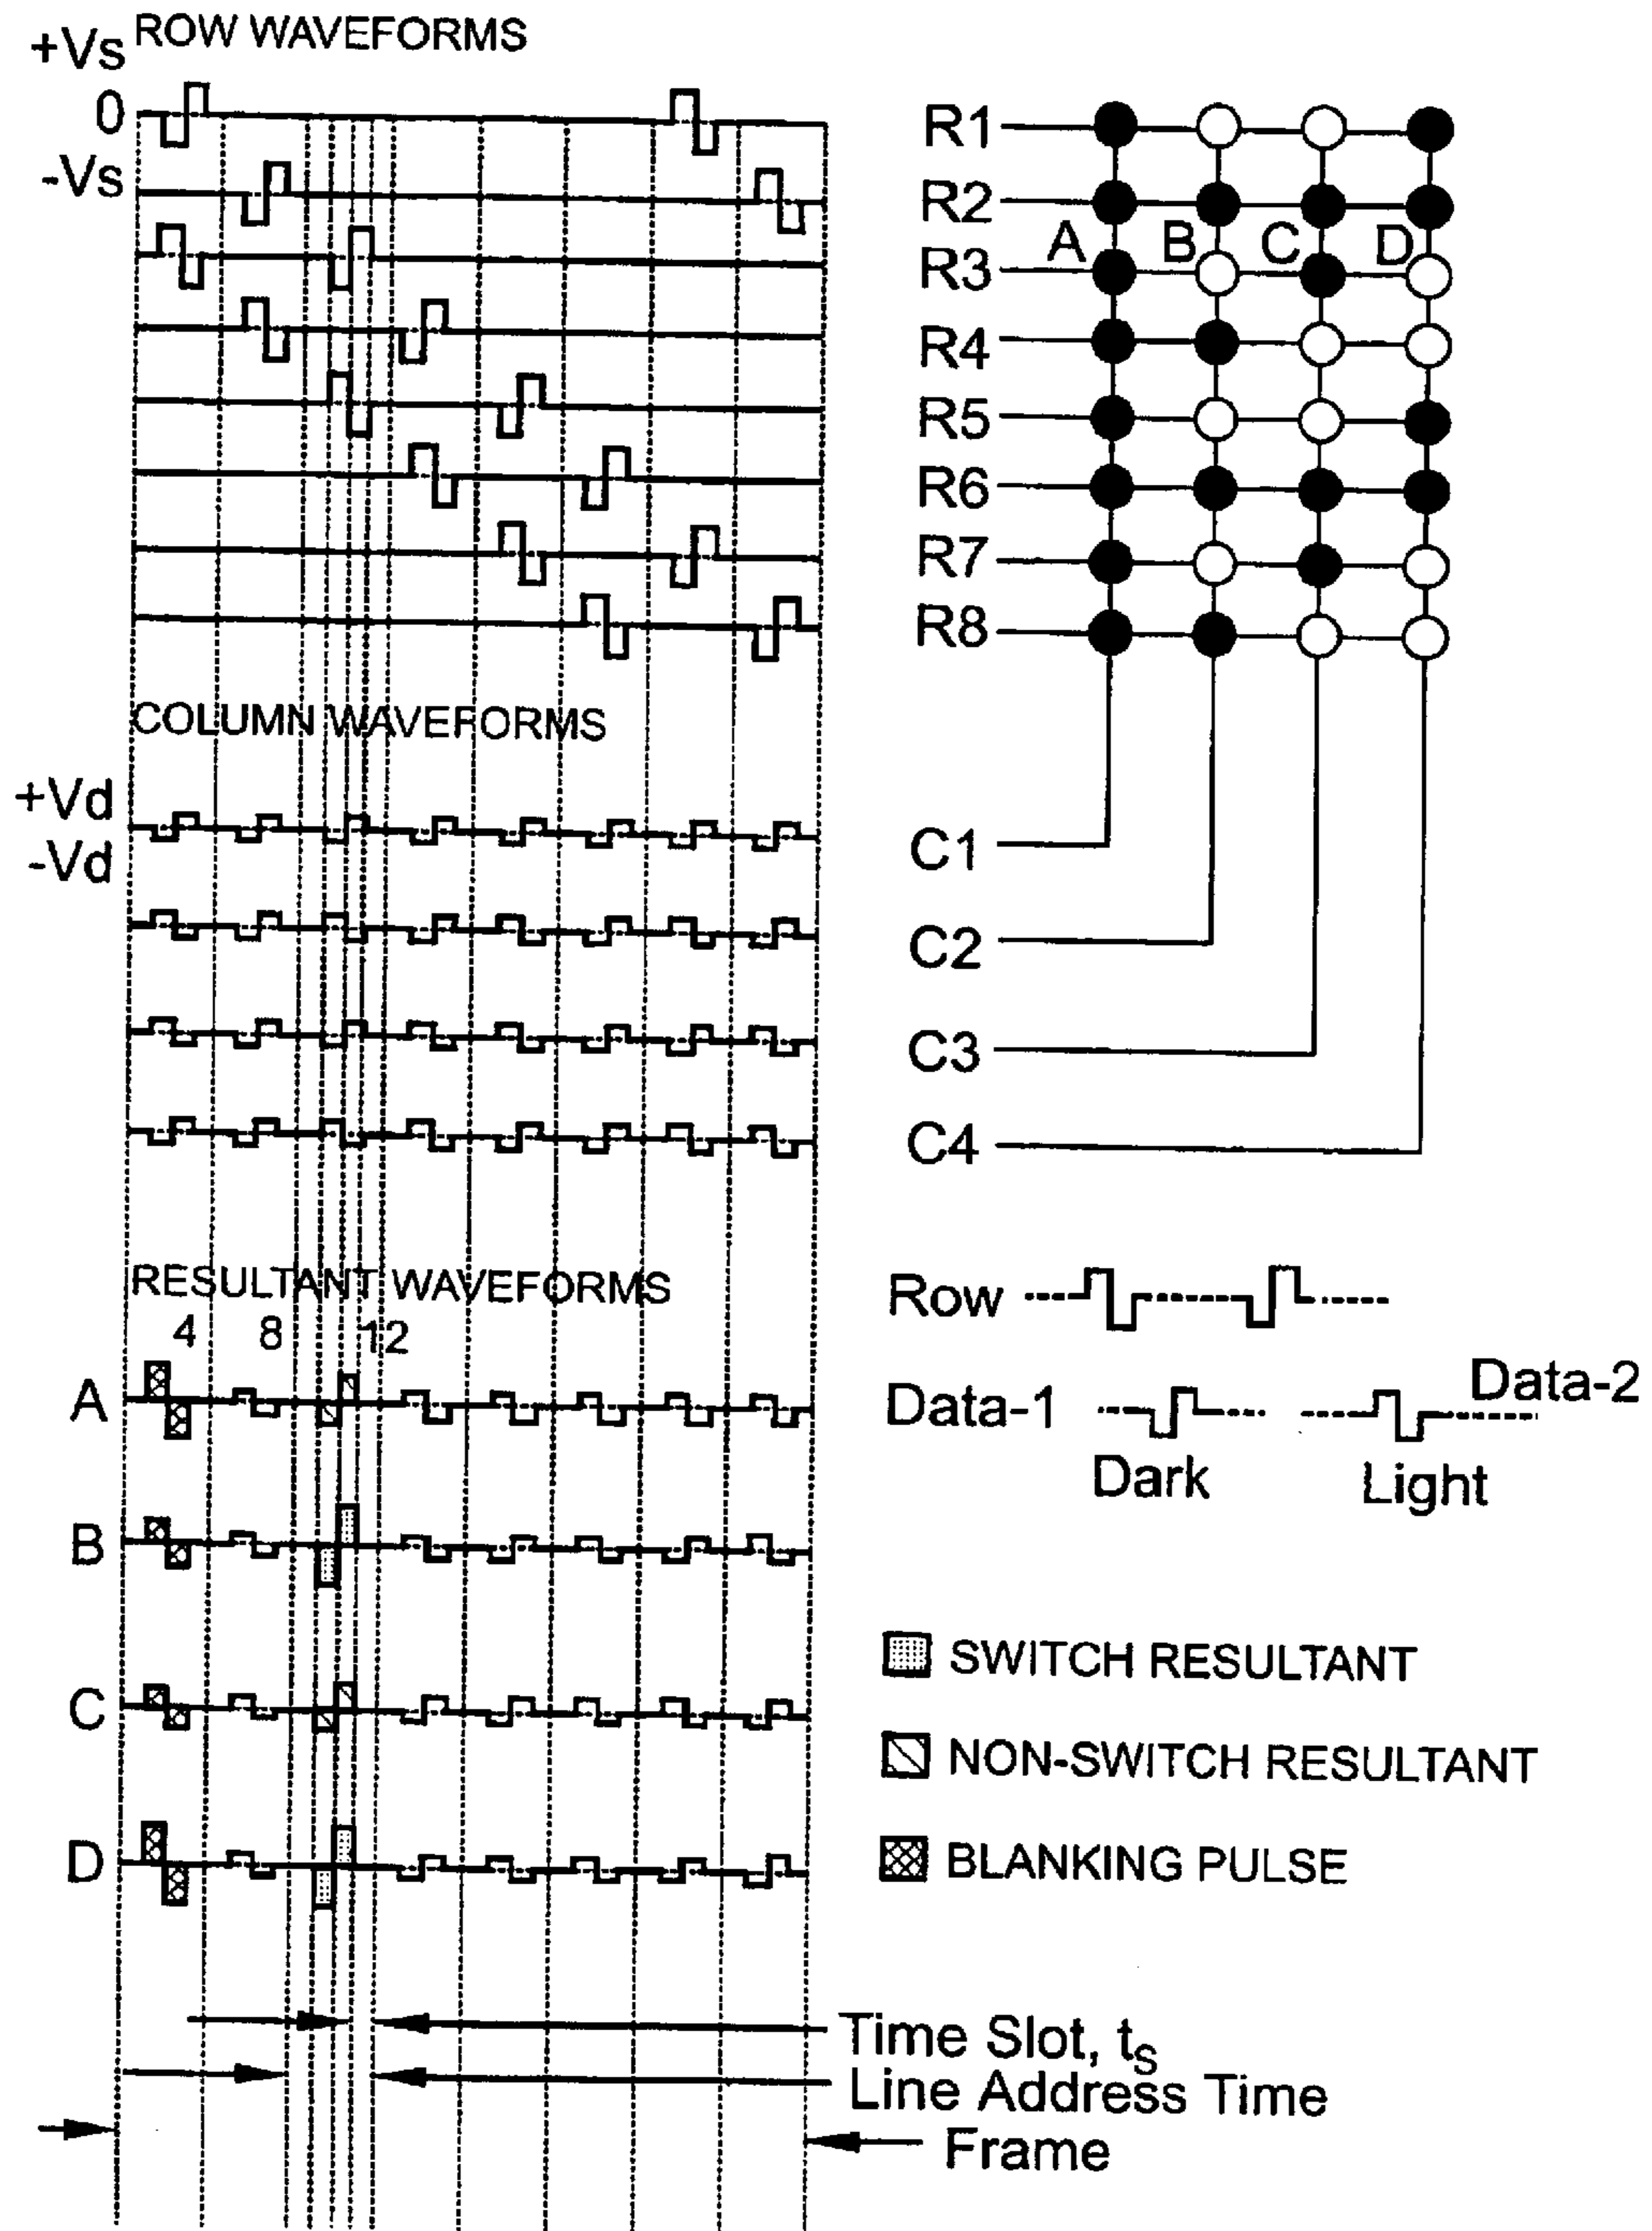 ROW WAVEFORMS
+Vs
0
-Vs
R1
R2
A B C D
R3
R4
R5
R6
R7
R8
COLUMN WAVEFORMS
+Vd
-Vd
C1
C2
C3
C4
RESULTANT WAVEFORMS
4 8 12
A
B
C
D
Row
Data-1
Data-2
Dark
Light
SWITCH RESULTANT
NON-SWITCH RESULTANT
BLANKING PULSE
Time Slot, ts
Line Address Time
Frame